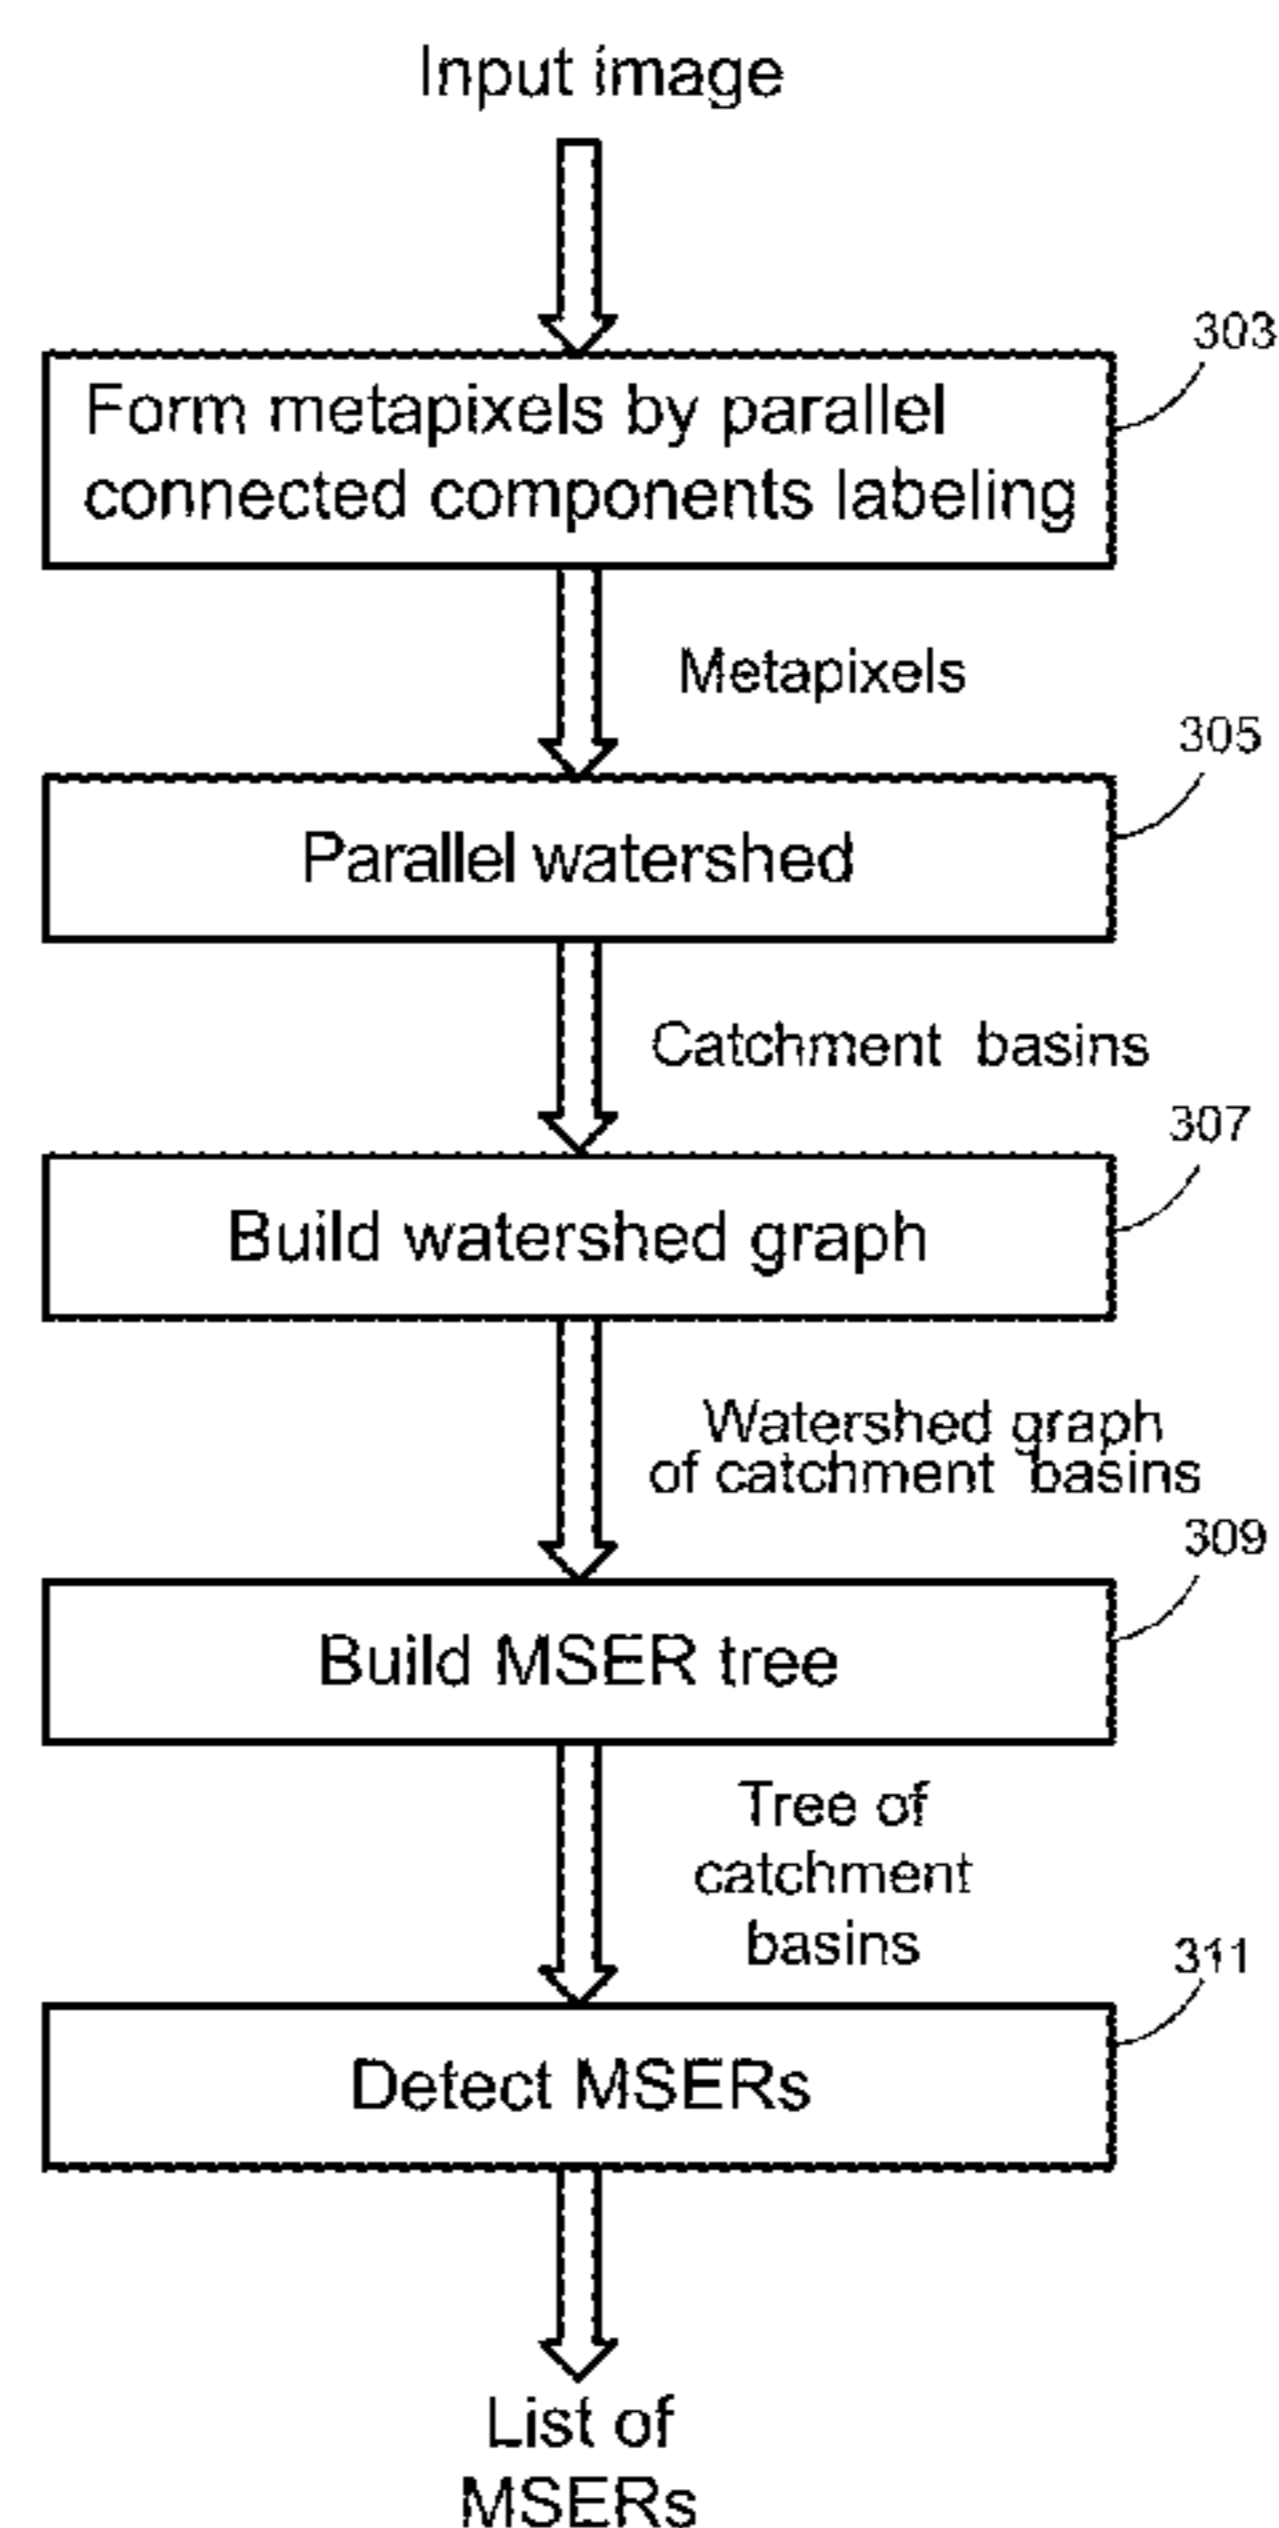 Input image
303
Form metapixels by parallel
connected components labeling
Metapixels
305
Parallel watershed
Catchment basins
307
Build watershed graph
Watershed graph
of catchment basins
309
Build MSER tree
Tree of
catchment
basins
311
Detect MSERs
List of
MSERs